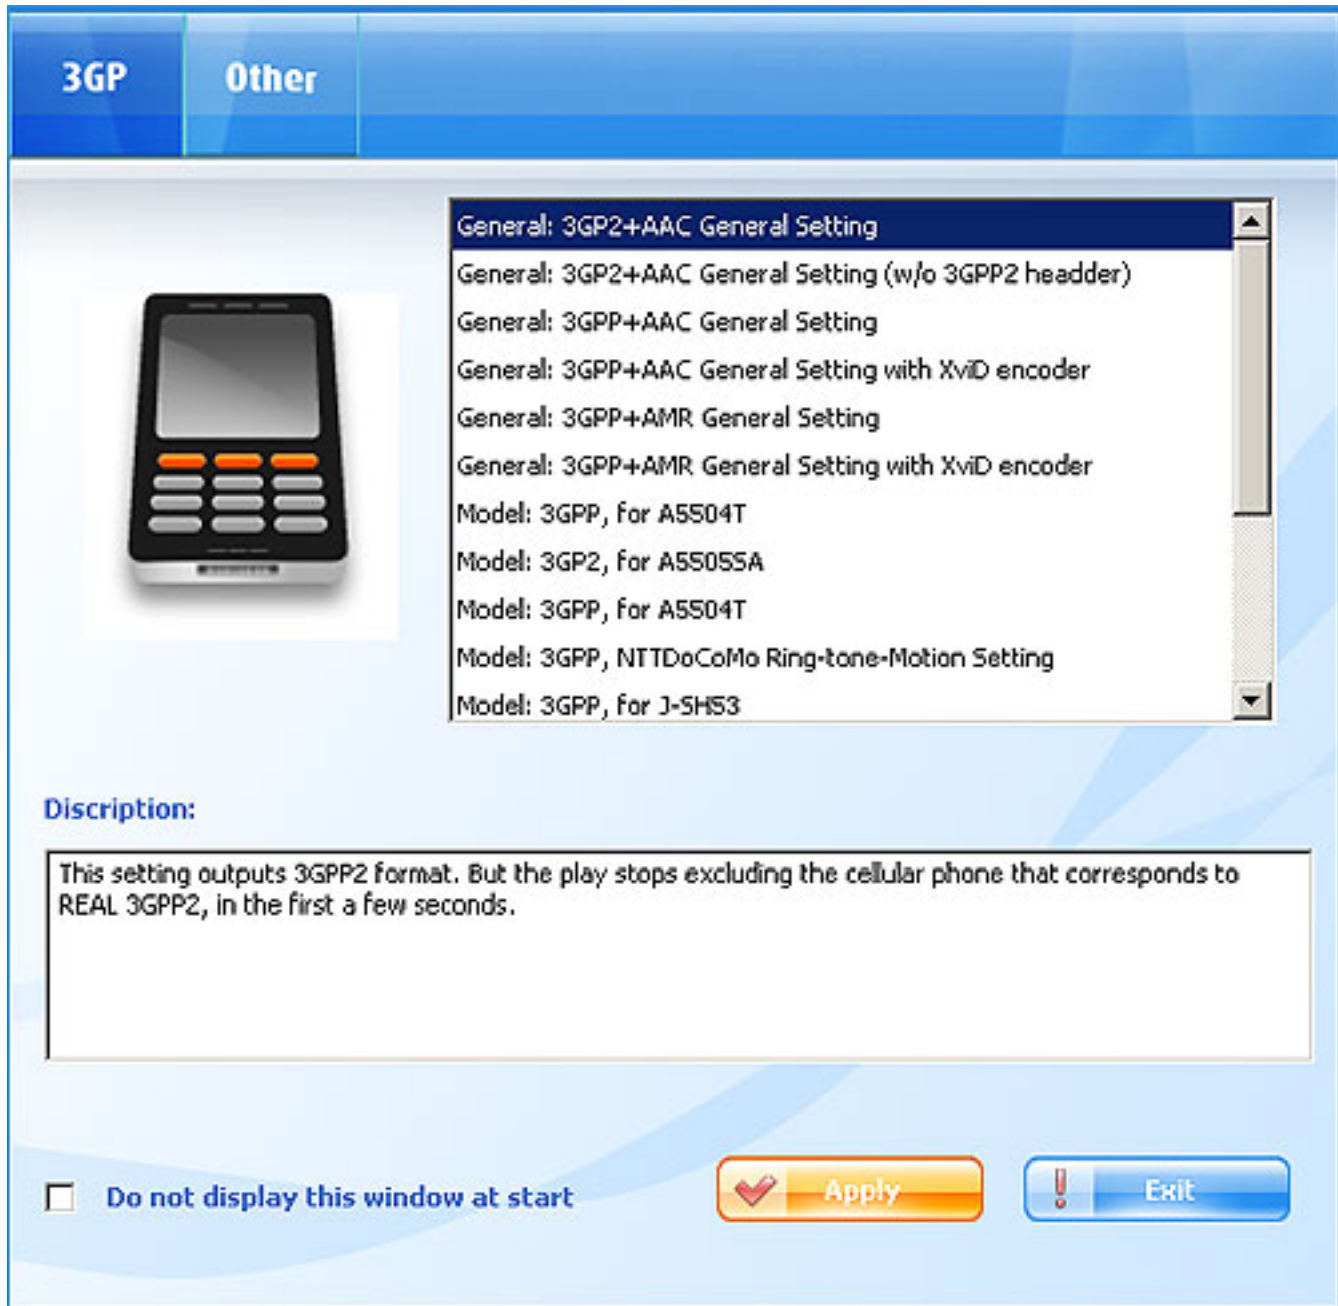 3GP
Other
General: 3GP2+AAC General Setting
General: 3GP2+AAC General Setting (w/o 3GPP2 headder)
General: 3GPP+AAC General Setting
General: 3GPP+AAC General Setting with XviD encoder
General: 3GPP+AMR General Setting
General: 3GPP+AMR General Setting with XviD encoder
Model: 3GPP, for A5504T
Model: 3GP2, for A5505SA
Model: 3GPP, for A5504T
Model: 3GPP, NTTDoCoMo Ring-tone-Motion Setting
Model: 3GPP, for J-SH53
Discription:
This setting outputs 3GPP2 format. But the play stops excluding the cellular phone that corresponds to
REAL 3GPP2, in the first a few seconds.
Do not display this window at start
Apply
Exit